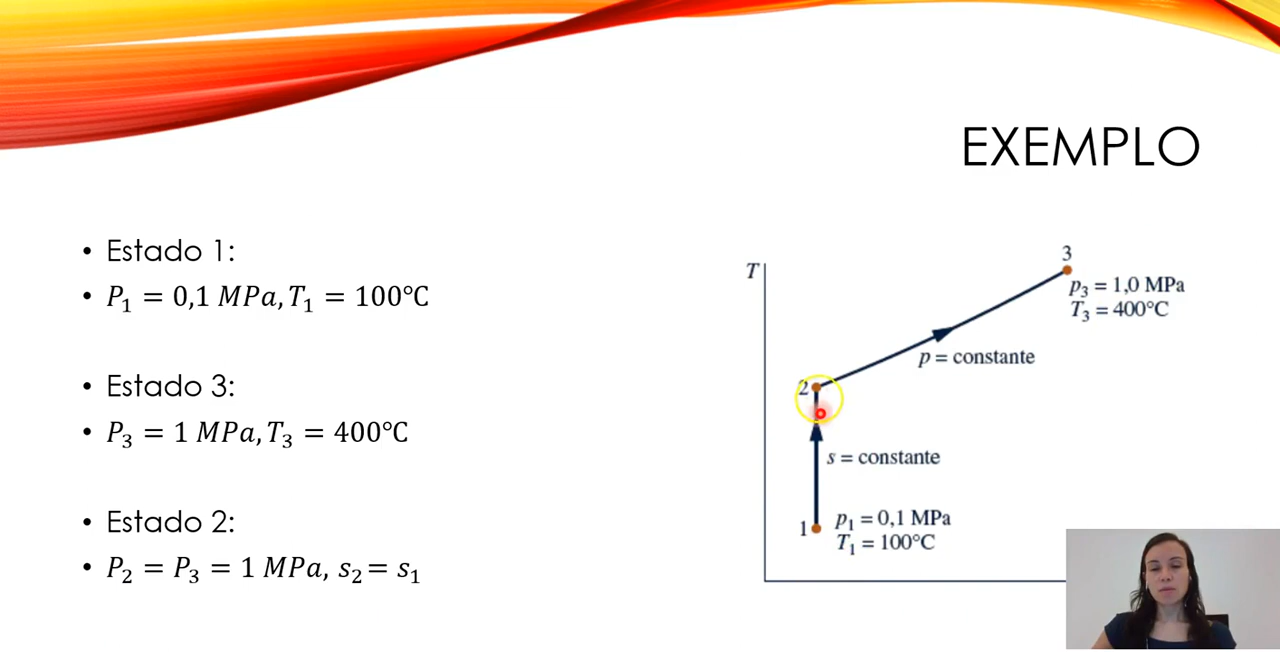 EXEMPLO
• Estado 1:
• P₁ = 0,1 MPa, T₁ = 100℃
• Estado 3:
• P₃ = 1 MPa, T₃ = 400℃
• Estado 2:
• P₂ = P₃ = 1 MPa, s₂ = s₁
T
3
p₃ = 1,0 MPa
T₃ = 400°C
p = constante
2
s = constante
1
p₁ = 0,1 MPa
T₁ = 100°C